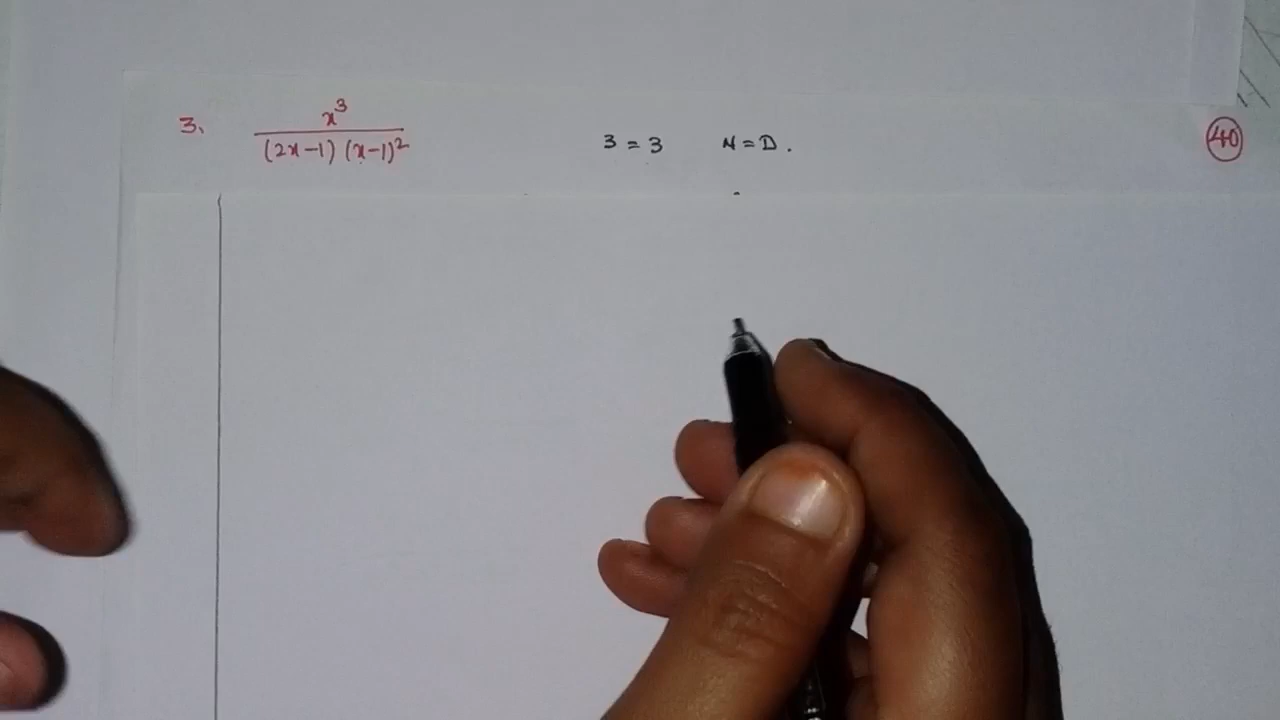 3. x³ 3 = 3 N = D. 40
(2x-1) (x-1)²